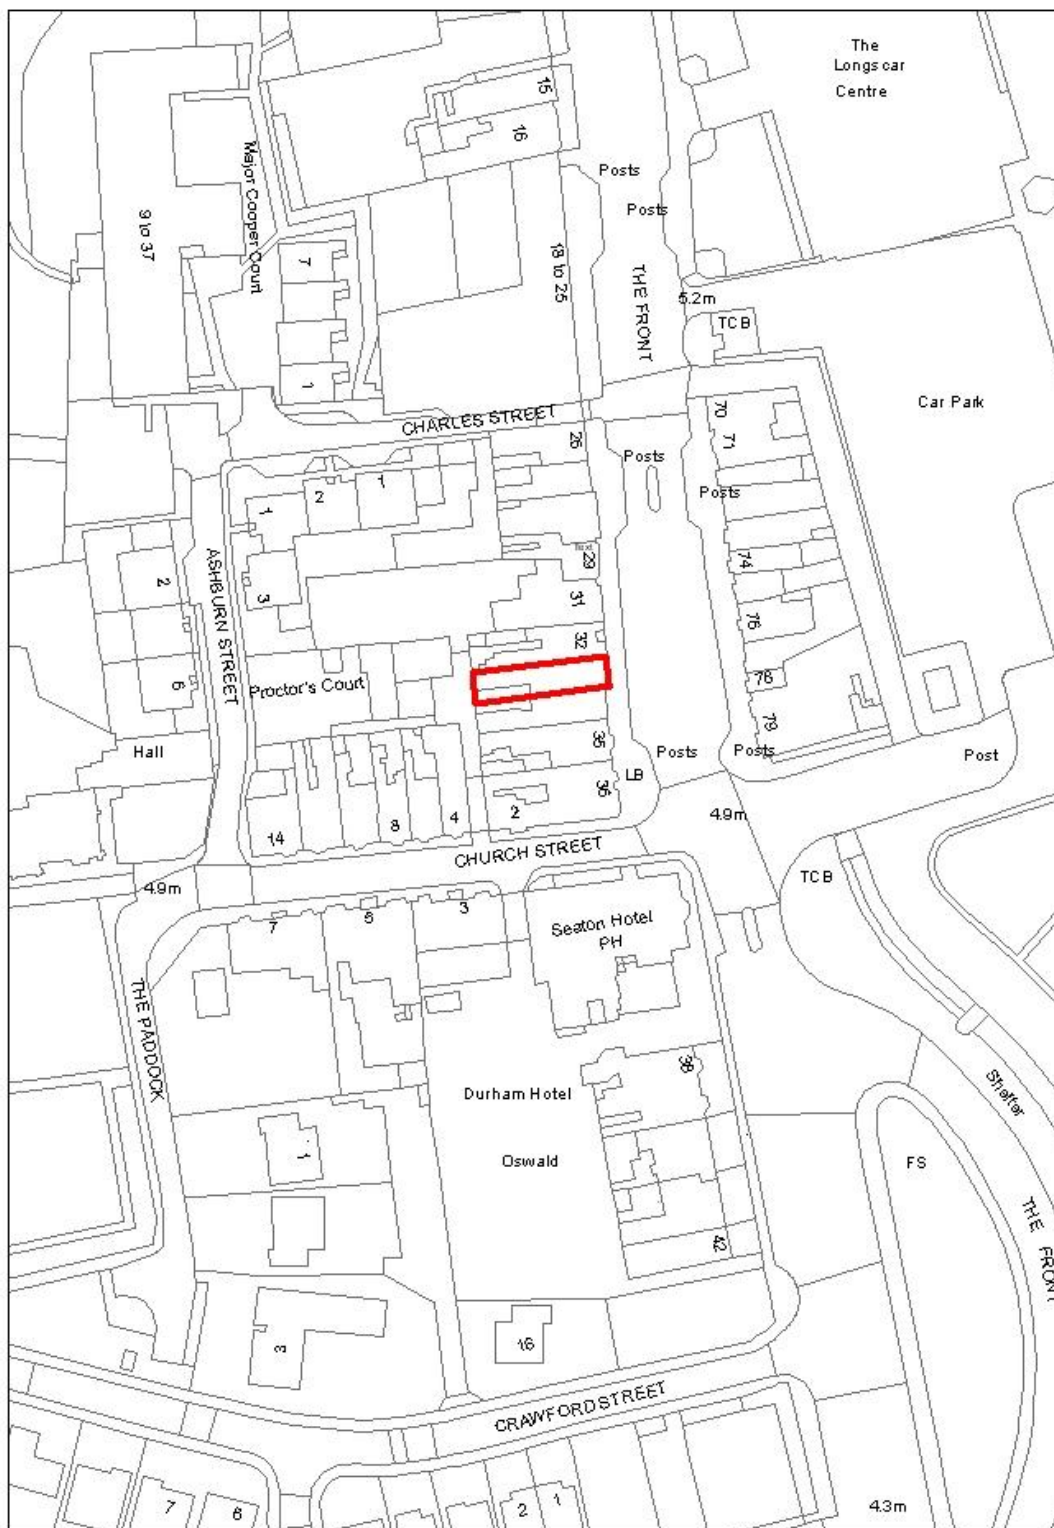 The
Longscar
Centre
15
16
Posts
Posts
Major Cooper Court
9 to 37
7
18 to 25
THE FRONT
5.2m
TCB
1
CHARLES STREET
Car Park
70
26
71
Posts
Posts
1
2
1
29
74
2
ASHBURN STREET
3
31
76
32
6
Proctor's Court
78
79
35
Hall
Posts
Posts
Post
LB
36
2
4.9m
14
8
4
CHURCH STREET
TCB
4.9m
7
6
3
Seaton Hotel
PH
THE PADDOCK
38
Durham Hotel
Shelter
1
Oswald
FS
THE FRONT
42
16
3
CRAWFORD STREET
7
6
2
1
4.3m